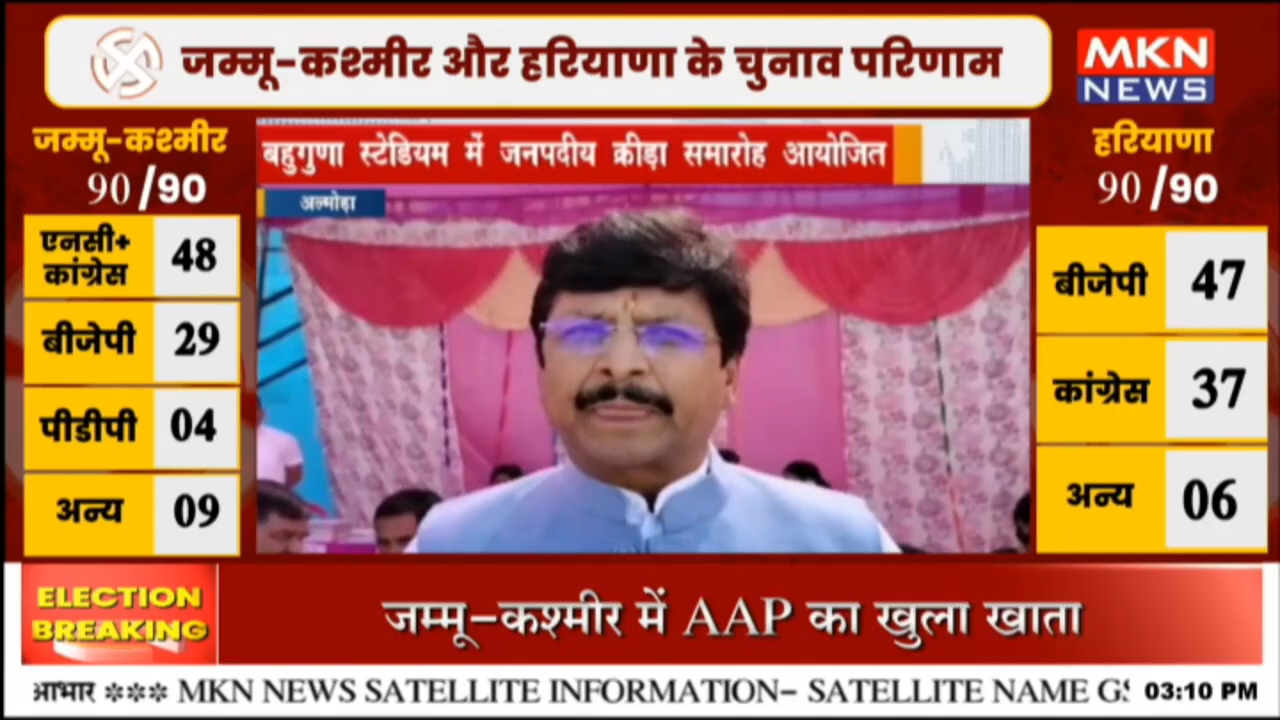 जम्मू-कश्मीर और हरियाणा के चुनाव परिणाम
MKN
NEWS
जम्मू-कश्मीर
90/90
एनसी+
कांग्रेस
48
बीजेपी
29
पीडीपी
04
अन्य
09
बहुगुणा स्टेडियम में जनपदीय क्रीड़ा समारोह आयोजित
अल्मोड़ा
हरियाणा
90/90
बीजेपी
47
कांग्रेस
37
अन्य
06
ELECTION
BREAKING
जम्मू-कश्मीर में AAP का खुला खाता
आभार *** MKN NEWS SATELLITE INFORMATION- SATELLITE NAME
03:10 PM